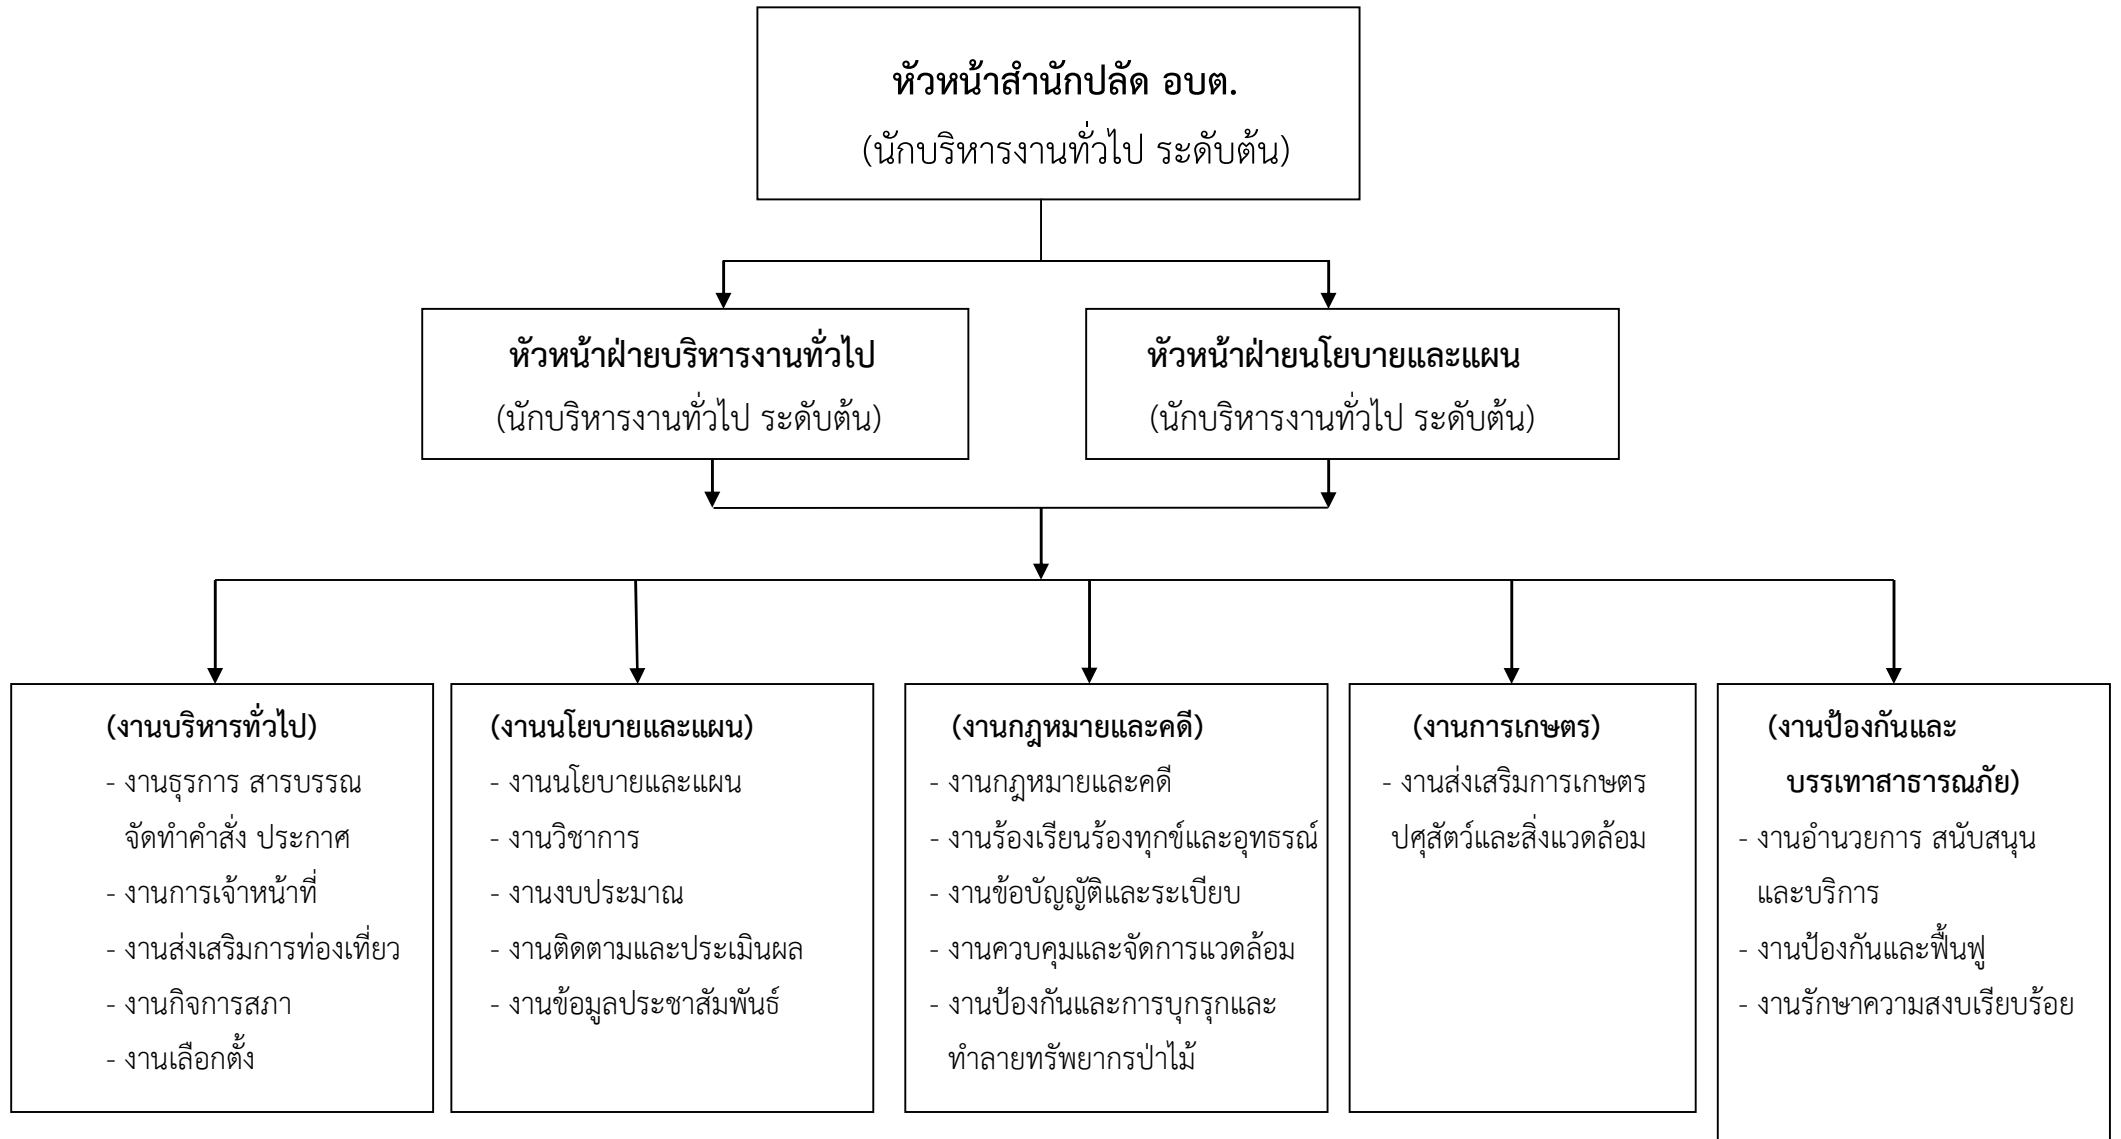 หัวหน้าสำนักปลัด อบต.
(นักบริหารงานทั่วไป ระดับต้น)
หัวหน้าฝ่ายบริหารงานทั่วไป
(นักบริหารงานทั่วไป ระดับต้น)
หัวหน้าฝ่ายนโยบายและแผน
(นักบริหารงานทั่วไป ระดับต้น)
(งานบริหารทั่วไป)
- งานธุรการ สารบรรณ
จัดทำคำสั่ง ประกาศ
- งานการเจ้าหน้าที่
- งานส่งเสริมการท่องเที่ยว
- งานกิจการสภา
- งานเลือกตั้ง
(งานนโยบายและแผน)
- งานนโยบายและแผน
- งานวิชาการ
- งานงบประมาณ
- งานติดตามและประเมินผล
- งานข้อมูลประชาสัมพันธ์
(งานกฎหมายและคดี)
- งานกฎหมายและคดี
- งานร้องเรียนร้องทุกข์และอุทธรณ์
- งานข้อบัญญัติและระเบียบ
- งานควบคุมและจัดการแวดล้อม
- งานป้องกันและการบุกรุกและ
ทำลายทรัพยากรป่าไม้
(งานการเกษตร)
- งานส่งเสริมการเกษตร
ปศุสัตว์และสิ่งแวดล้อม
(งานป้องกันและ
บรรเทาสาธารณภัย)
- งานอำนวยการ สนับสนุน
และบริการ
- งานป้องกันและฟื้นฟู
- งานรักษาความสงบเรียบร้อย